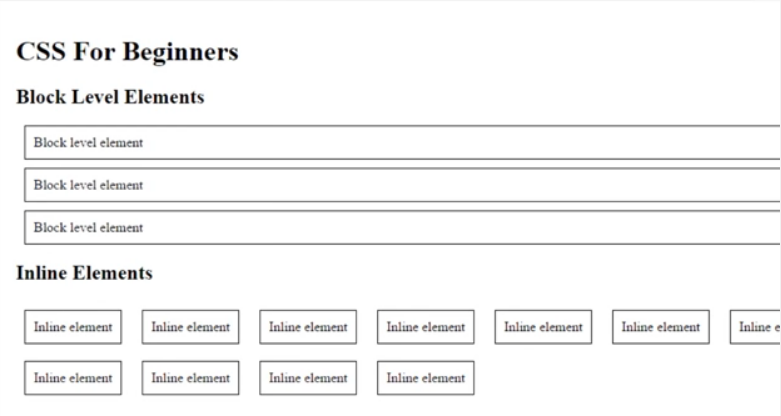 CSS For Beginners
Block Level Elements
Block level element
Block level element
Block level element
Inline Elements
Inline element Inline element Inline element Inline element Inline element Inline element Inline e
Inline element Inline element Inline element Inline element